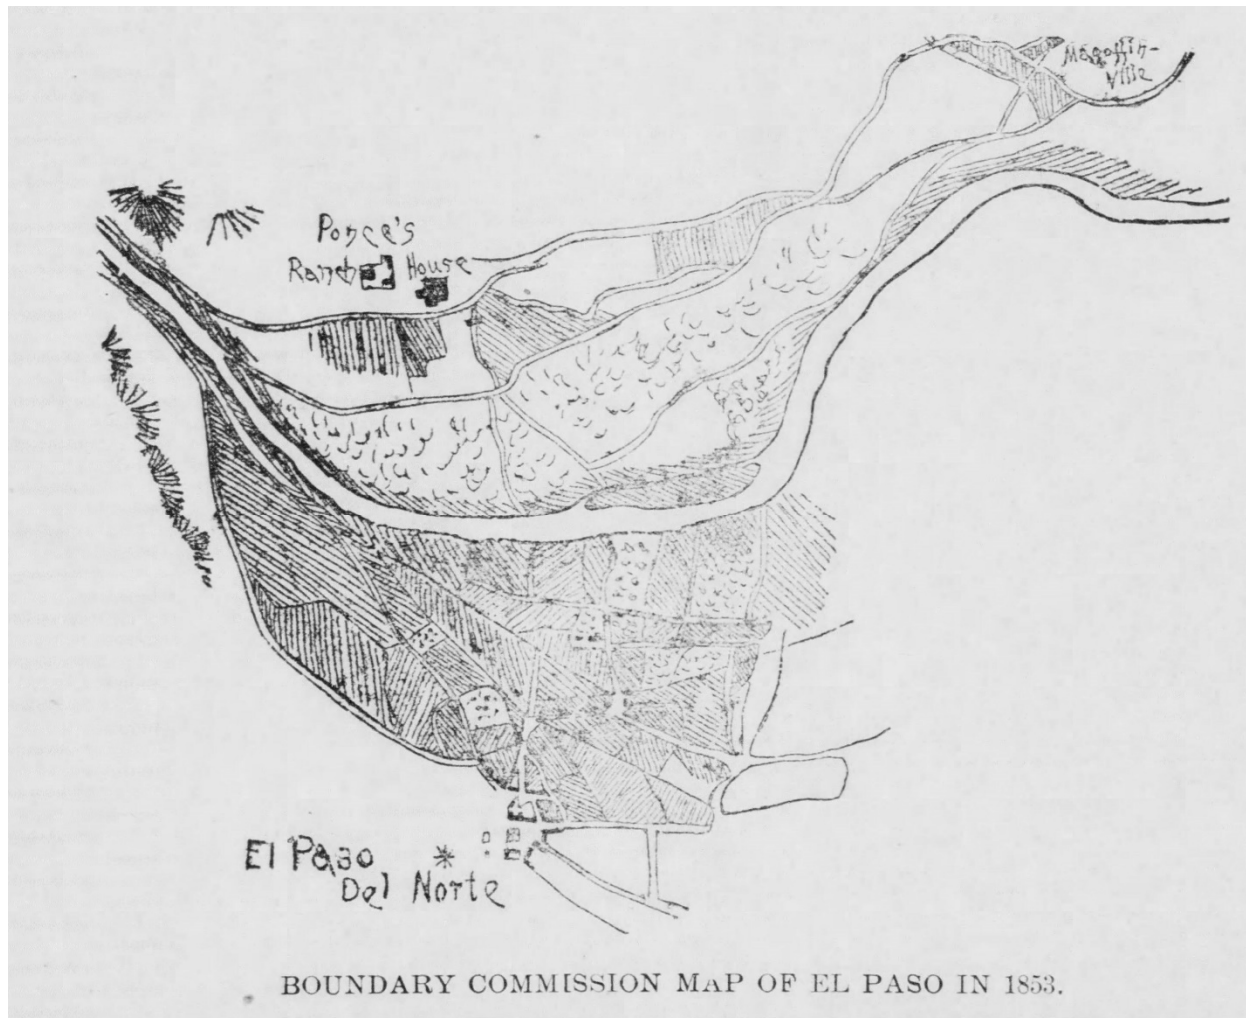 Magoffin-
ville
Ponce's
Ranch House
El Paso
Del Norte
BOUNDARY COMMISSION MAP OF EL PASO IN 1853.